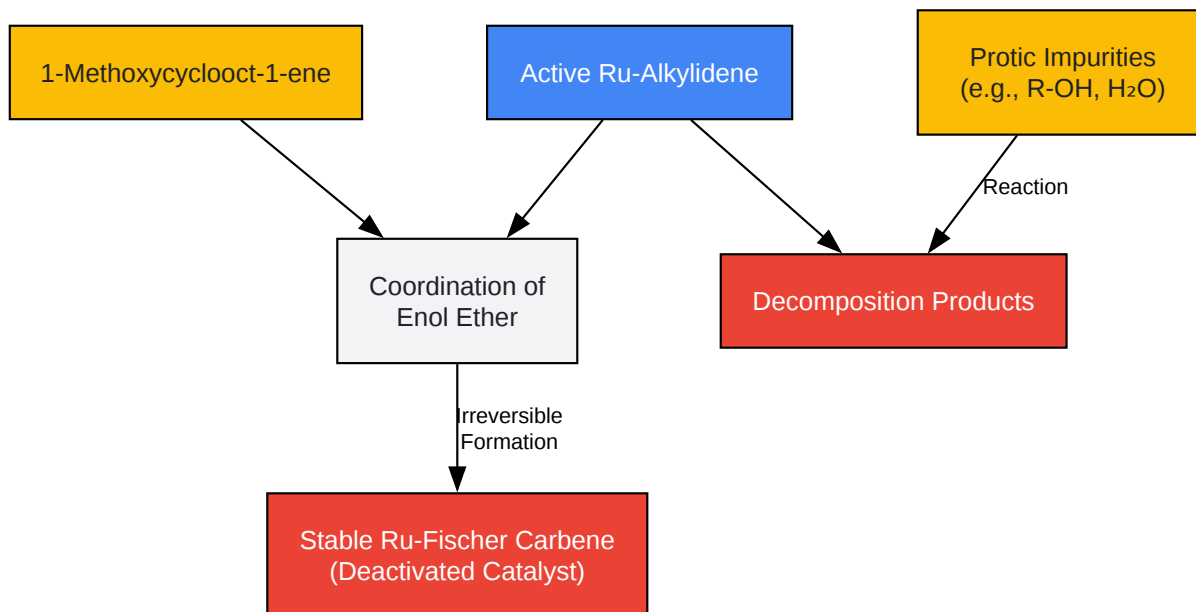 1-Methoxycyclooct-1-ene
Active Ru-Alkylidene
Protic Impurities
(e.g., R-OH, H₂O)
Reaction
Coordination of
Enol Ether
Decomposition Products
Irreversible
Formation
Stable Ru-Fischer Carbene
(Deactivated Catalyst)